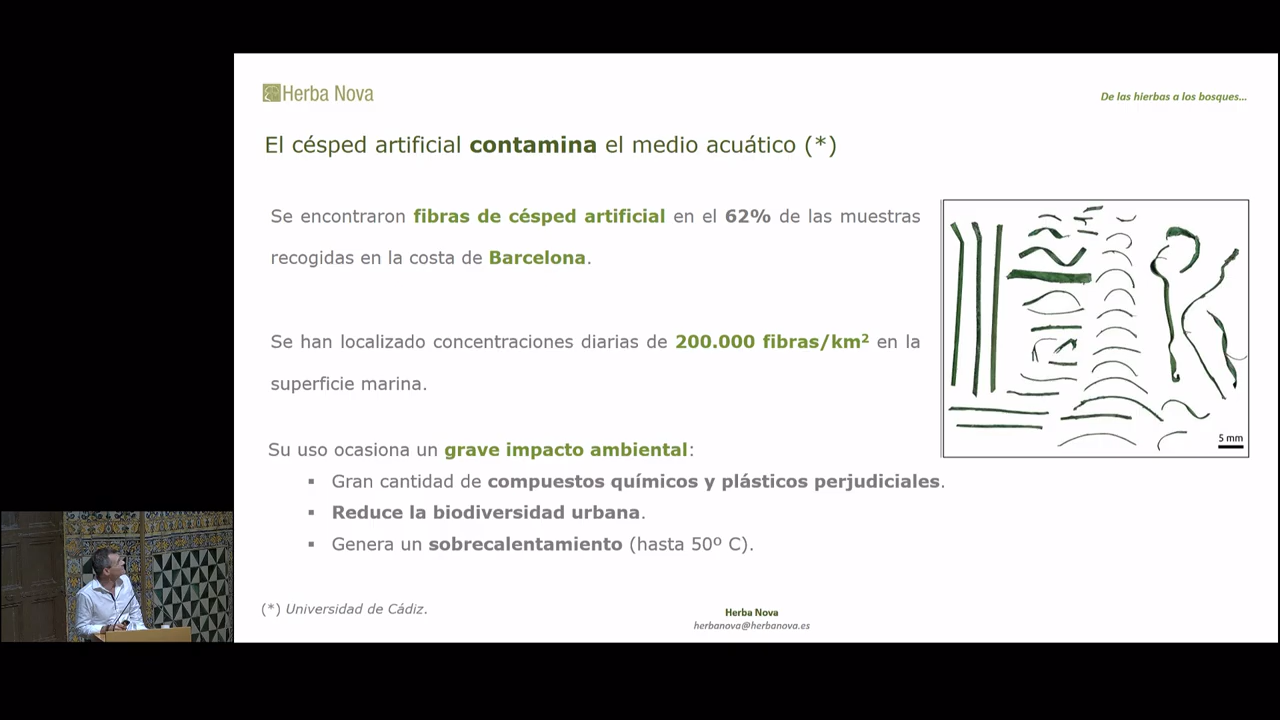 Herba Nova
De las hierbas a los bosques...
El césped artificial contamina el medio acuático (*)
Se encontraron fibras de césped artificial en el 62% de las muestras
recogidas en la costa de Barcelona.
Se han localizado concentraciones diarias de 200.000 fibras/km² en la
superficie marina.
5 mm
Su uso ocasiona un grave impacto ambiental:
▪ Gran cantidad de compuestos químicos y plásticos perjudiciales.
▪ Reduce la biodiversidad urbana.
▪ Genera un sobrecalentamiento (hasta 50º C).
(*) Universidad de Cádiz.
Herba Nova
herbanova@herbanova.es